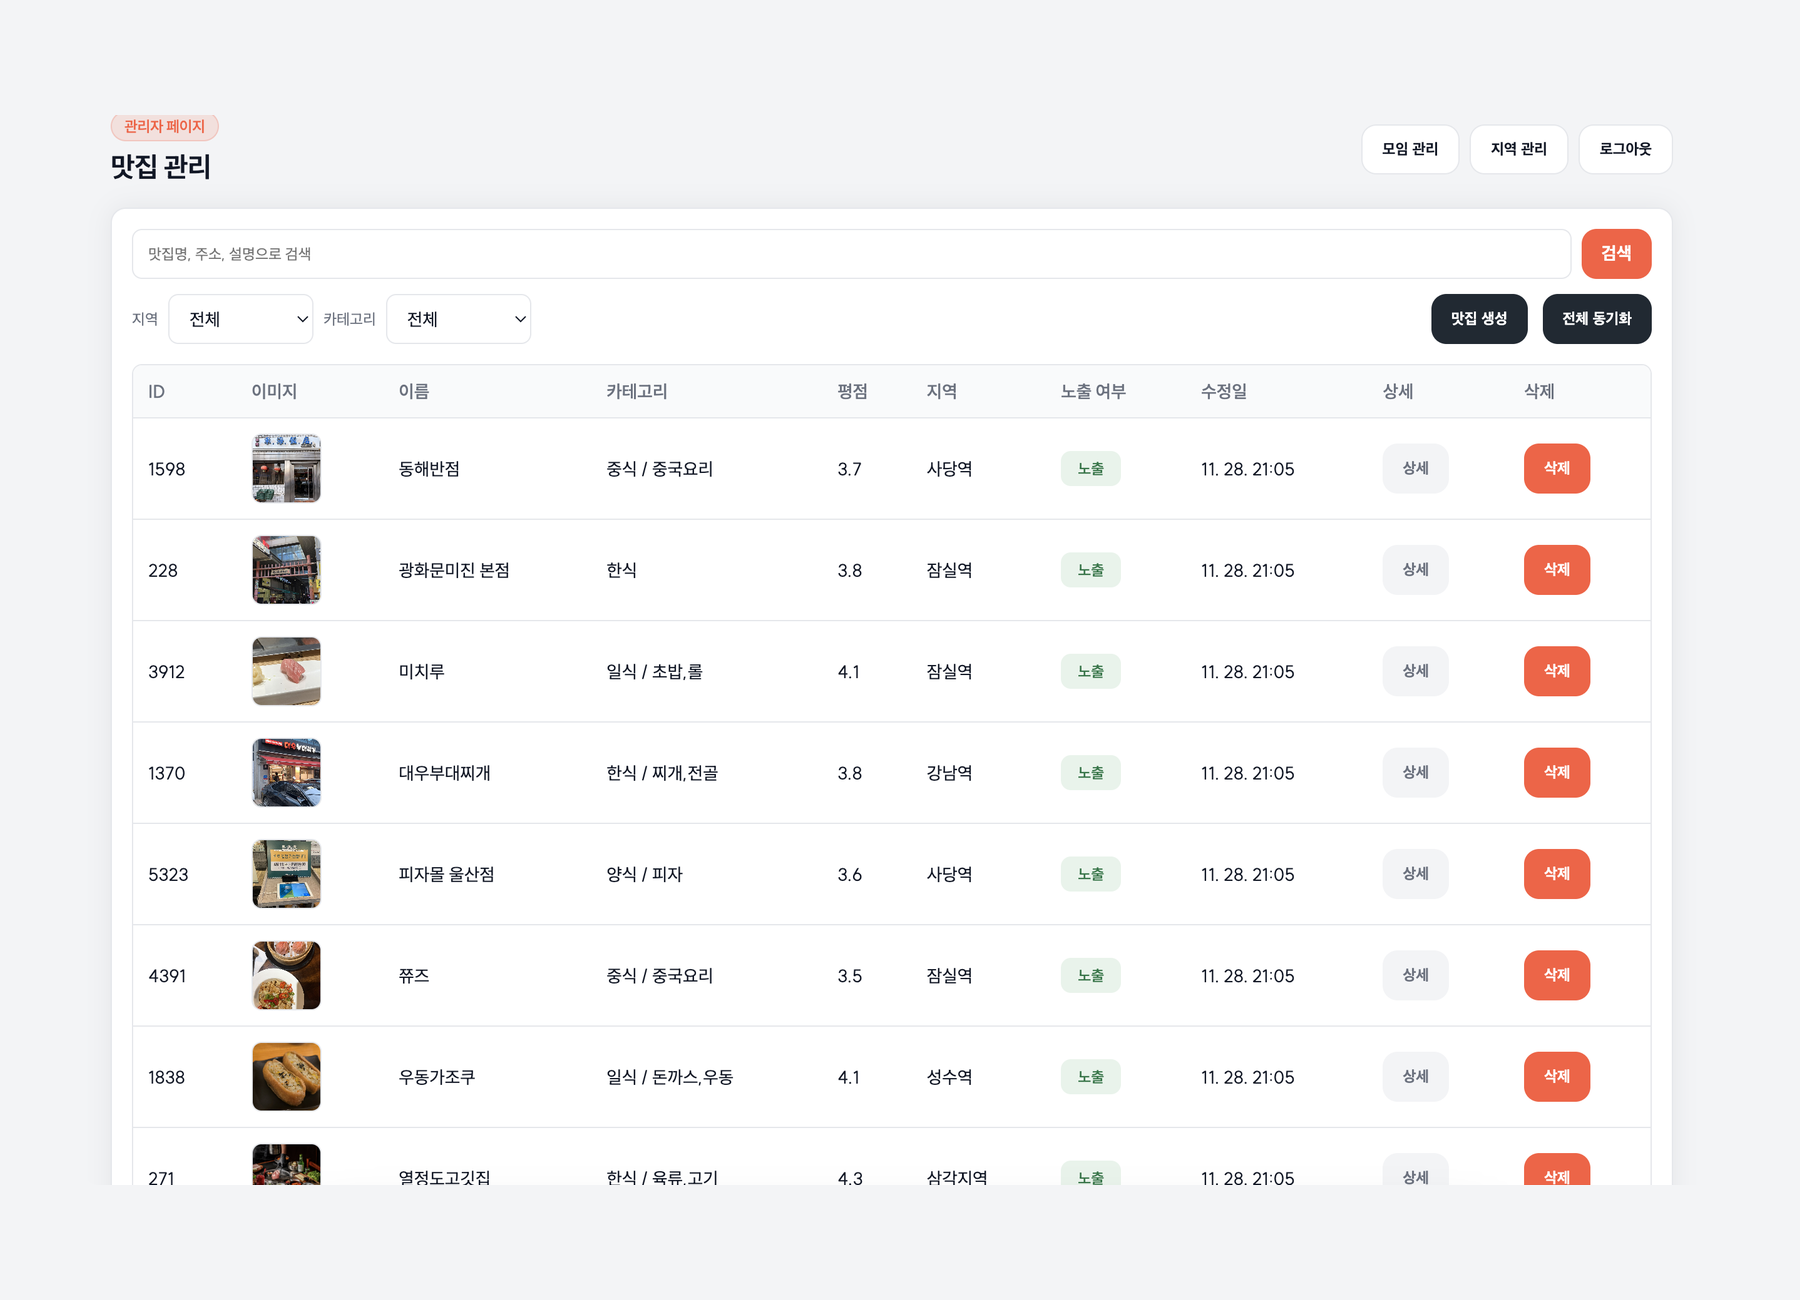 관리자 페이지
맛집 관리
모임 관리 지역 관리 로그아웃
맛집명, 주소, 설명으로 검색 검색
지역 전체 카테고리 전체 맛집 생성 전체 동기화
ID 이미지 이름 카테고리 평점 지역 노출 여부 수정일 상세 삭제
1598 동해반점 중식 / 중국요리 3.7 사당역 노출 11. 28. 21:05 상세 삭제
228 광화문미진 본점 한식 3.8 잠실역 노출 11. 28. 21:05 상세 삭제
3912 미치루 일식 / 초밥,롤 4.1 잠실역 노출 11. 28. 21:05 상세 삭제
1370 대우부대찌개 한식 / 찌개,전골 3.8 강남역 노출 11. 28. 21:05 상세 삭제
5323 피자몰 울산점 양식 / 피자 3.6 사당역 노출 11. 28. 21:05 상세 삭제
4391 쮸즈 중식 / 중국요리 3.5 잠실역 노출 11. 28. 21:05 상세 삭제
1838 우동가조쿠 일식 / 돈까스,우동 4.1 성수역 노출 11. 28. 21:05 상세 삭제
271 열정도고깃집 한식 / 육류,고기 4.3 삼각지역 노출 11. 28. 21:05 상세 삭제